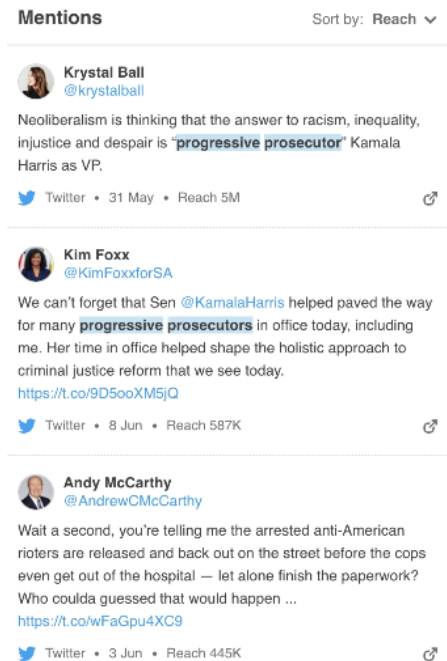 Mentions
Sort by: Reach
Krystal Ball
@krystalball
Neoliberalism is thinking that the answer to racism, inequality,
injustice and despair is “progressive prosecutor” Kamala
Harris as VP.
Twitter • 31 May • Reach 5M
Kim Foxx
@KimFoxxforSA
We can’t forget that Sen @KamalaHarris helped paved the way
for many progressive prosecutors in office today, including
me. Her time in office helped shape the holistic approach to
criminal justice reform that we see today.
https://t.co/9D5ooXM5jQ
Twitter • 8 Jun • Reach 587K
Andy McCarthy
@AndrewCMcCarthy
Wait a second, you’re telling me the arrested anti-American
rioters are released and back out on the street before the cops
even get out of the hospital — let alone finish the paperwork?
Who coulda guessed that would happen ...
https://t.co/wFaGpu4XC9
Twitter • 3 Jun • Reach 445K